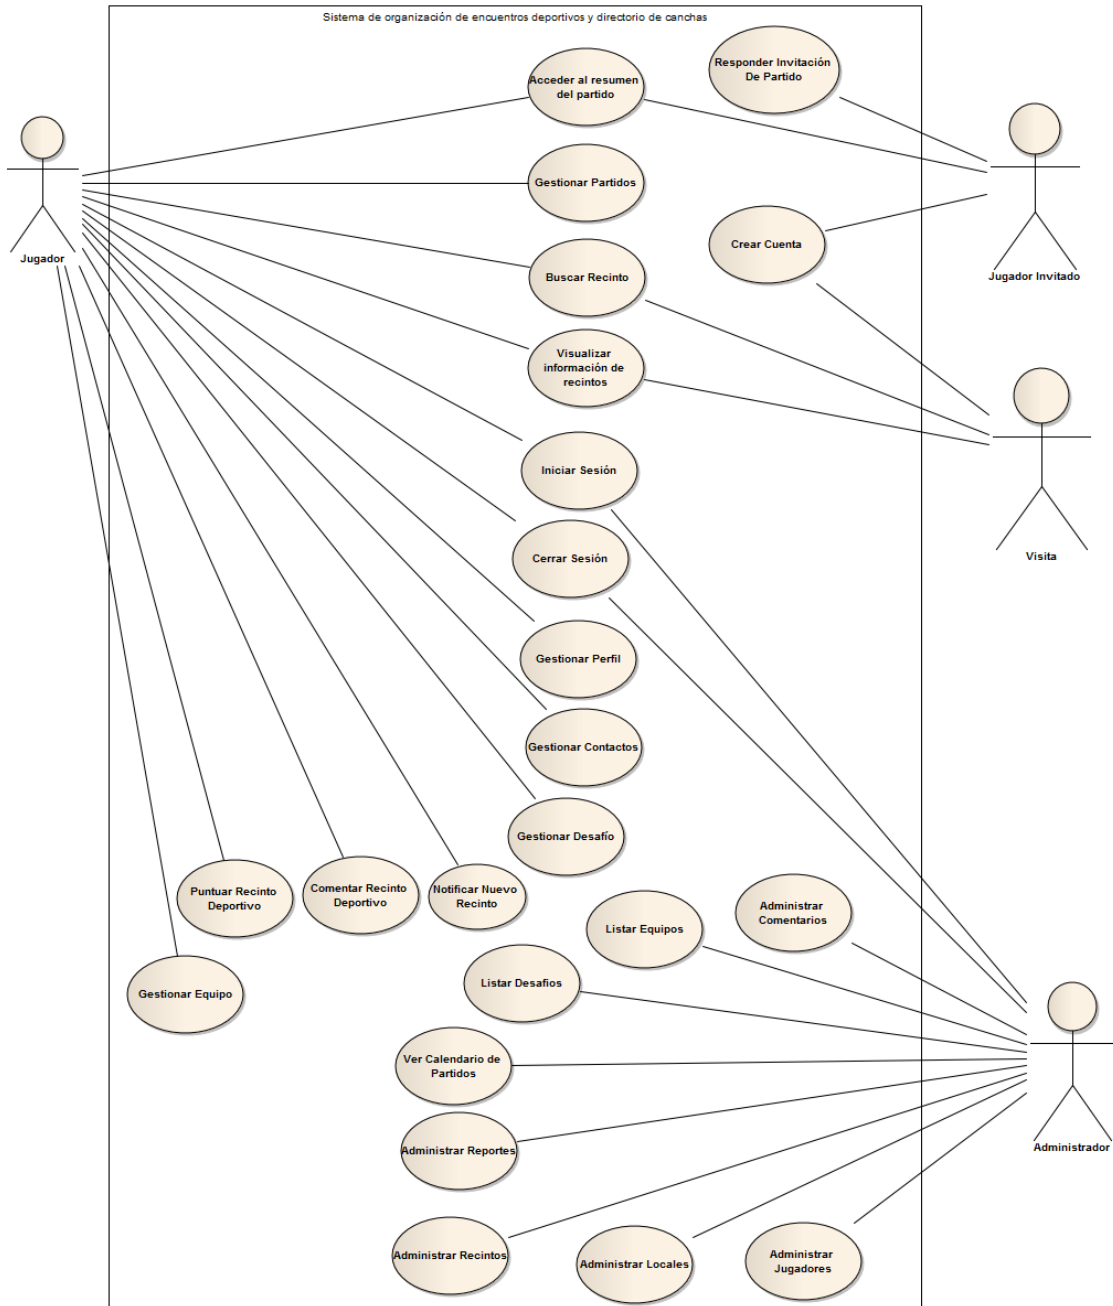 Sistema de organización de encuentros deportivos y directorio de canchas
Acceder al resumen
del partido
Responder Invitación
De Partido
Gestionar Partidos
Jugador
Crear Cuenta
Jugador Invitado
Buscar Recinto
Visualizar
información de
recintos
Iniciar Sesión
Cerrar Sesión
Visita
Gestionar Perfil
Gestionar Contactos
Gestionar Desafío
Puntuar Recinto
Deportivo
Comentar Recinto
Deportivo
Notificar Nuevo
Recinto
Administrar
Comentarios
Listar Equipos
Listar Desafios
Gestionar Equipo
Ver Calendario de
Partidos
Administrar Reportes
Administrador
Administrar Recintos
Administrar Locales
Administrar
Jugadores